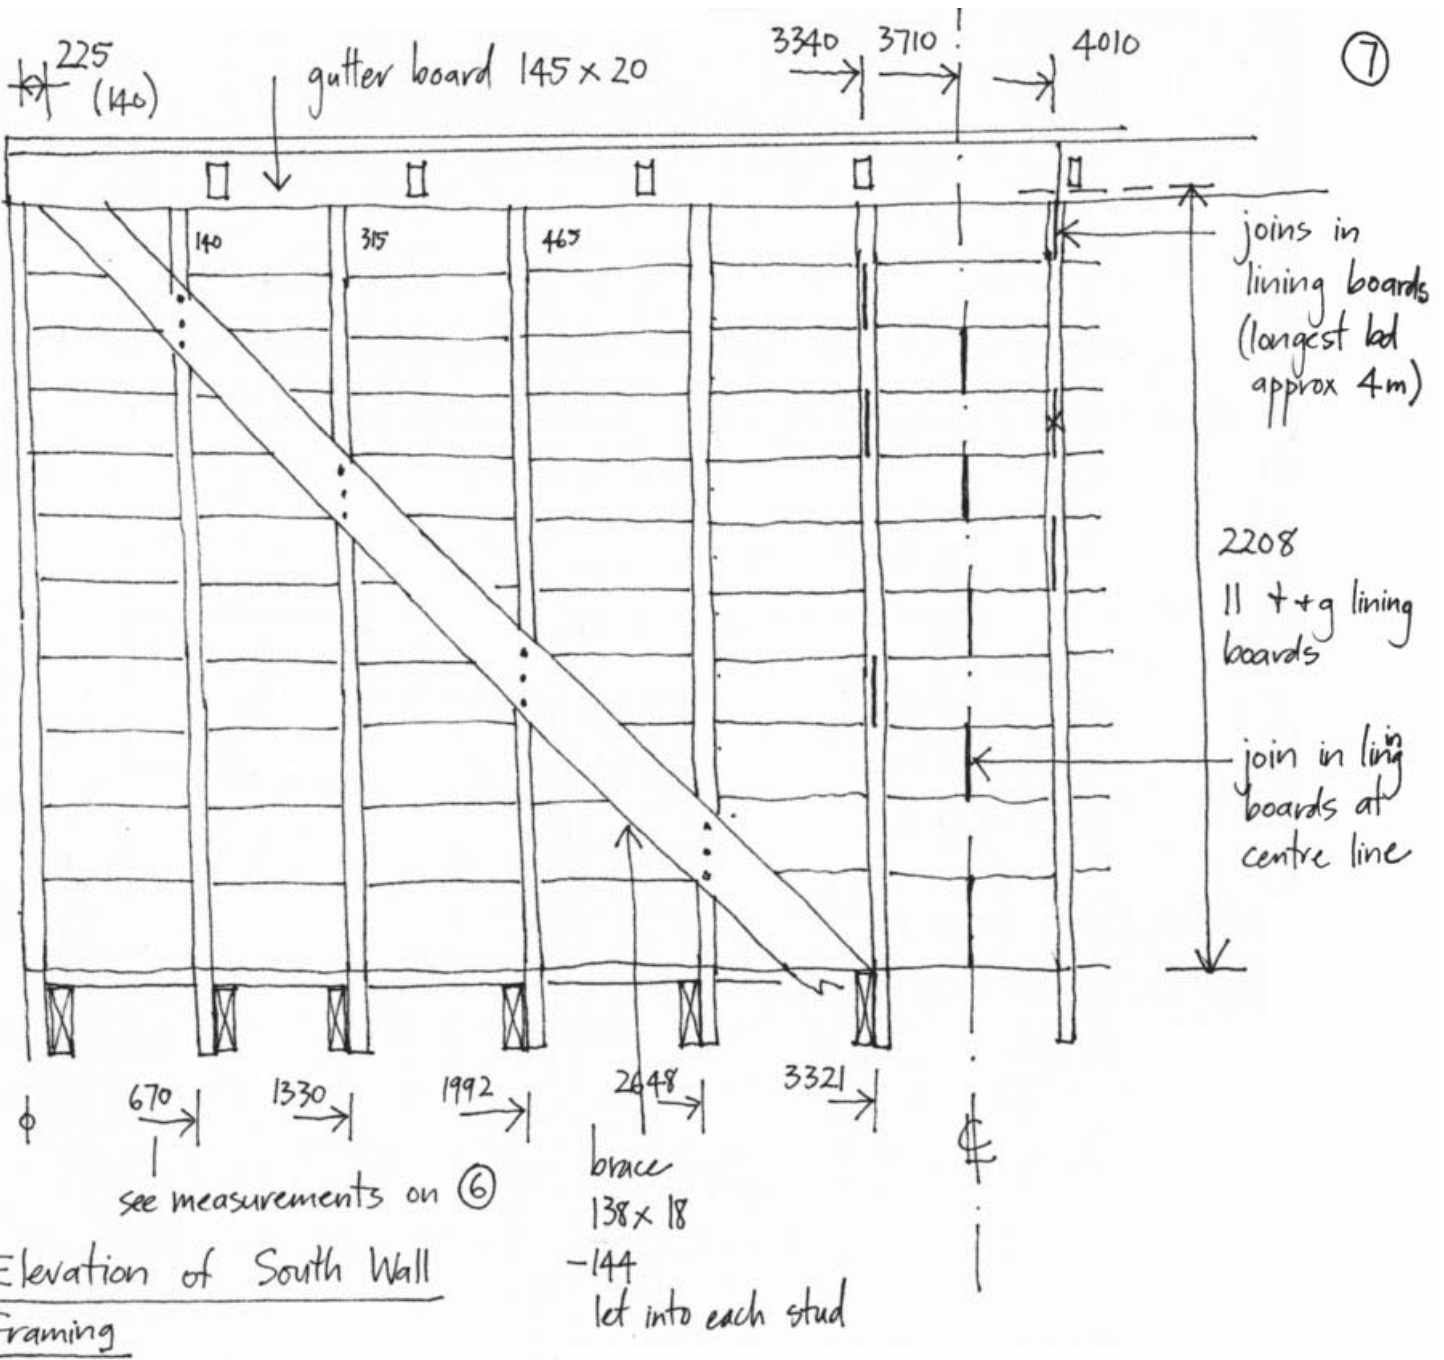 225
(140)
gutter board 145 x 20
3340
3710
4010
7
140
315
465
joins in
lining boards
(longest bd
approx 4m)
2208
11 t+g lining
boards
join in lining
boards at
centre line
670
1330
1992
2648
3321
℄
see measurements on 6
brace
138 x 18
-144
let into each stud
Elevation of South Wall
Framing